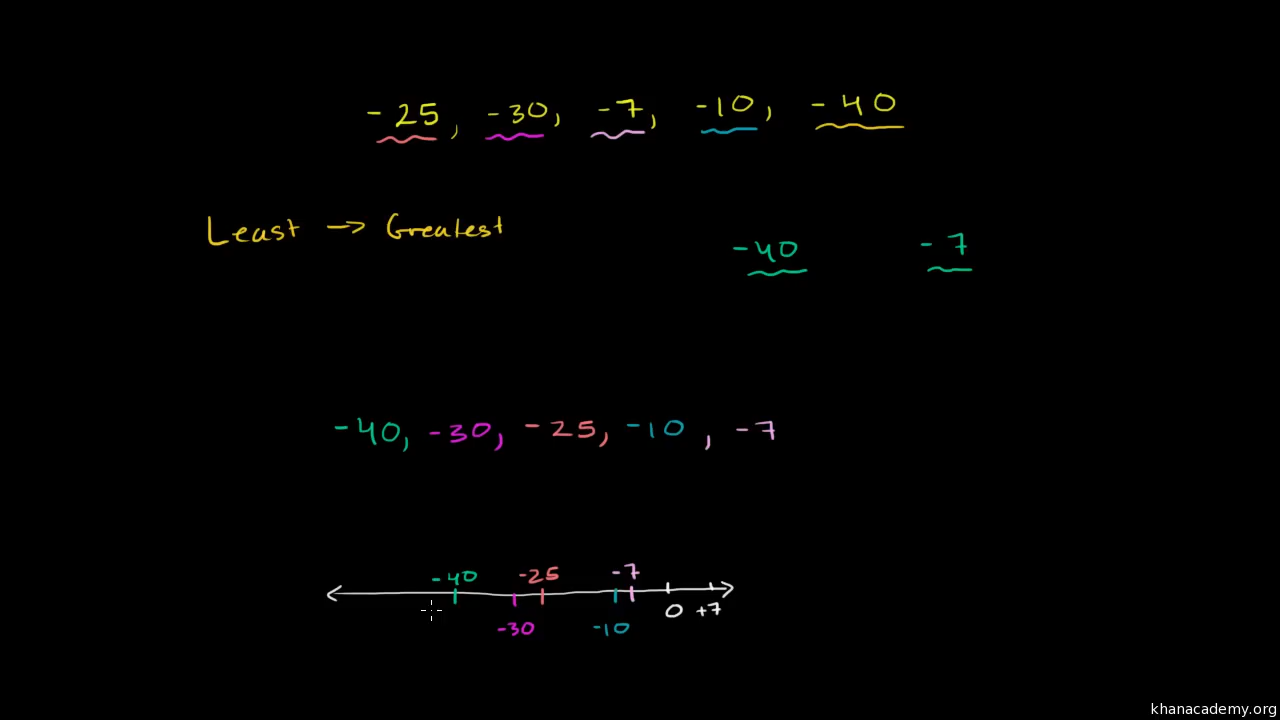 -25, -30, -7, -10, -40
Least → Greatest
-40 -7
-40, -30, -25, -10, -7
-40 -25 -7
0 +7
-30 -10
khanacademy.org